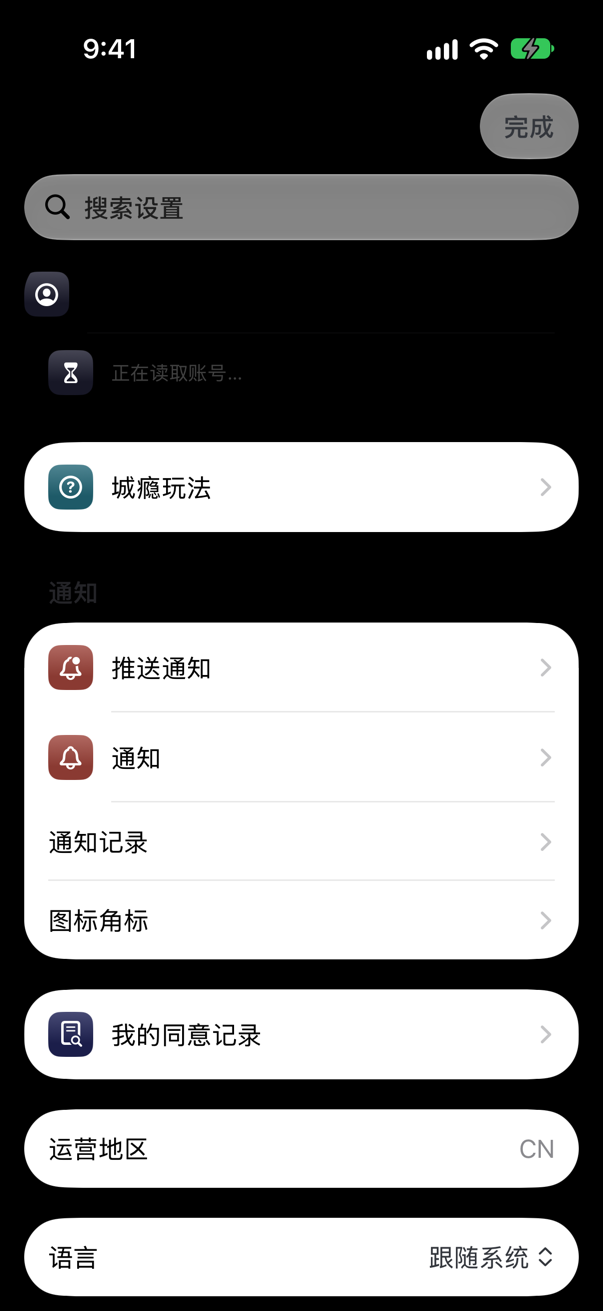 9:41
完成
搜索设置
正在读取账号...
城瘾玩法
通知
推送通知
通知
通知记录
图标角标
我的同意记录
运营地区 CN
语言 跟随系统